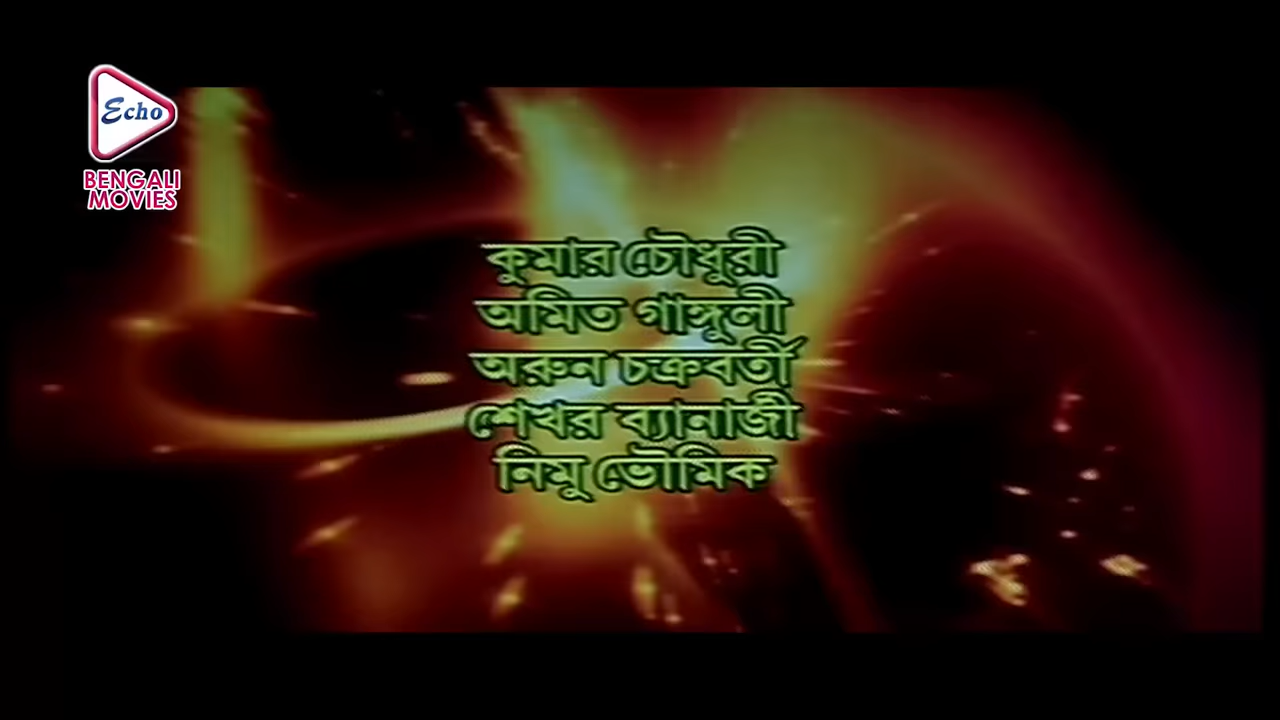 Echo
BENGALI
MOVIES
কুমার চৌধুরী
অমিত গাঙ্গুলী
অরুন চক্রবর্তী
শেখর ব্যানার্জী
নিমু ভৌমিক